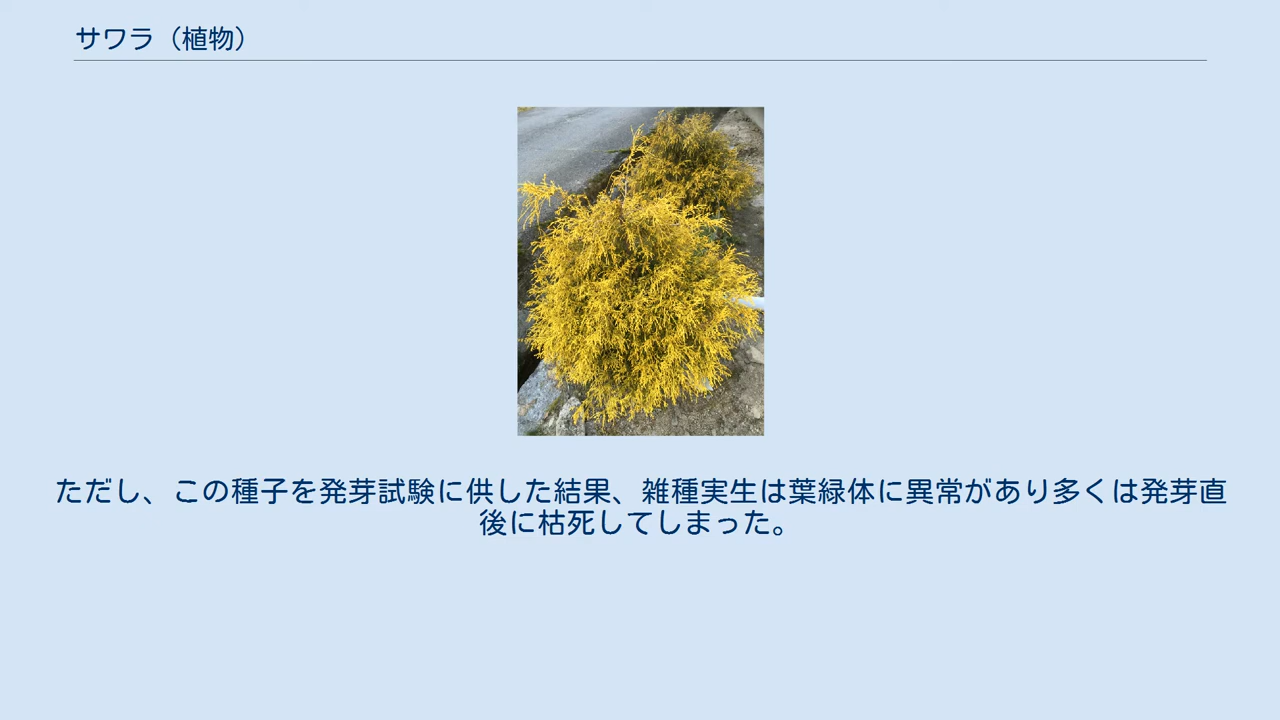 サワラ（植物）
ただし、この種子を発芽試験に供した結果、雑種実生は葉緑体に異常があり多くは発芽直
後に枯死してしまった。